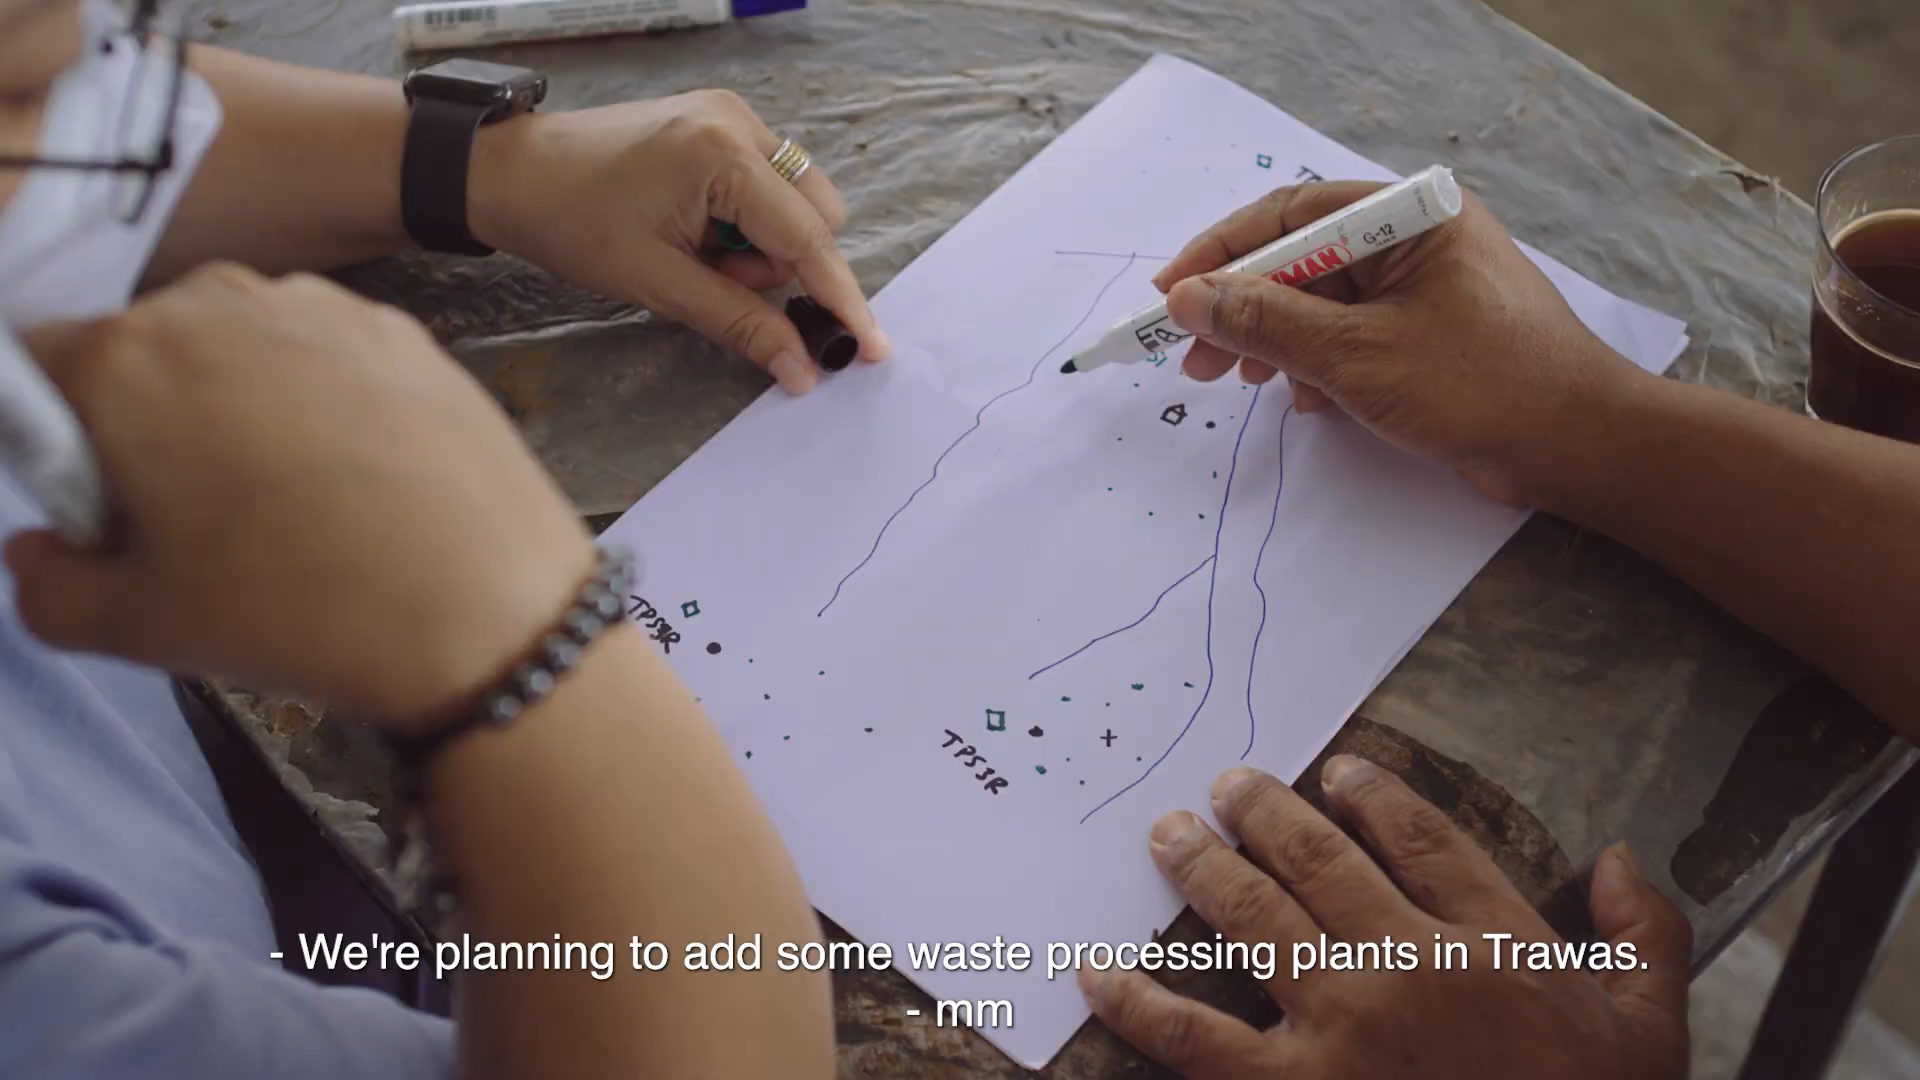 G-12
TPS3R
TPS3R
- We're planning to add some waste processing plants in Trawas.
- mm